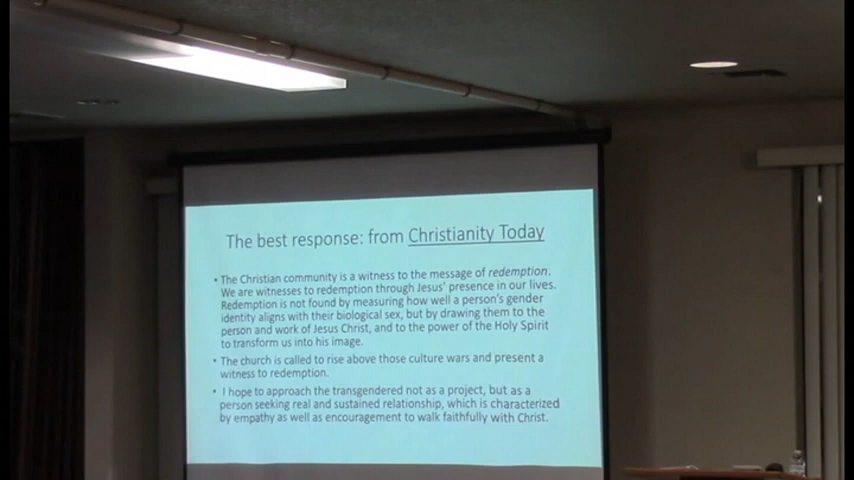 The best response: from Christianity Today
• The Christian community is a witness to the message of redemption.
We are witnesses to redemption through Jesus' presence in our lives.
Redemption is not found by measuring how well a person's gender
identity aligns with their biological sex, but by drawing them to the
person and work of Jesus Christ, and to the power of the Holy Spirit
to transform us into his image.
• The church is called to rise above those culture wars and present a
witness to redemption.
• I hope to approach the transgendered not as a project, but as a
person seeking real and sustained relationship, which is characterized
by empathy as well as encouragement to walk faithfully with Christ.